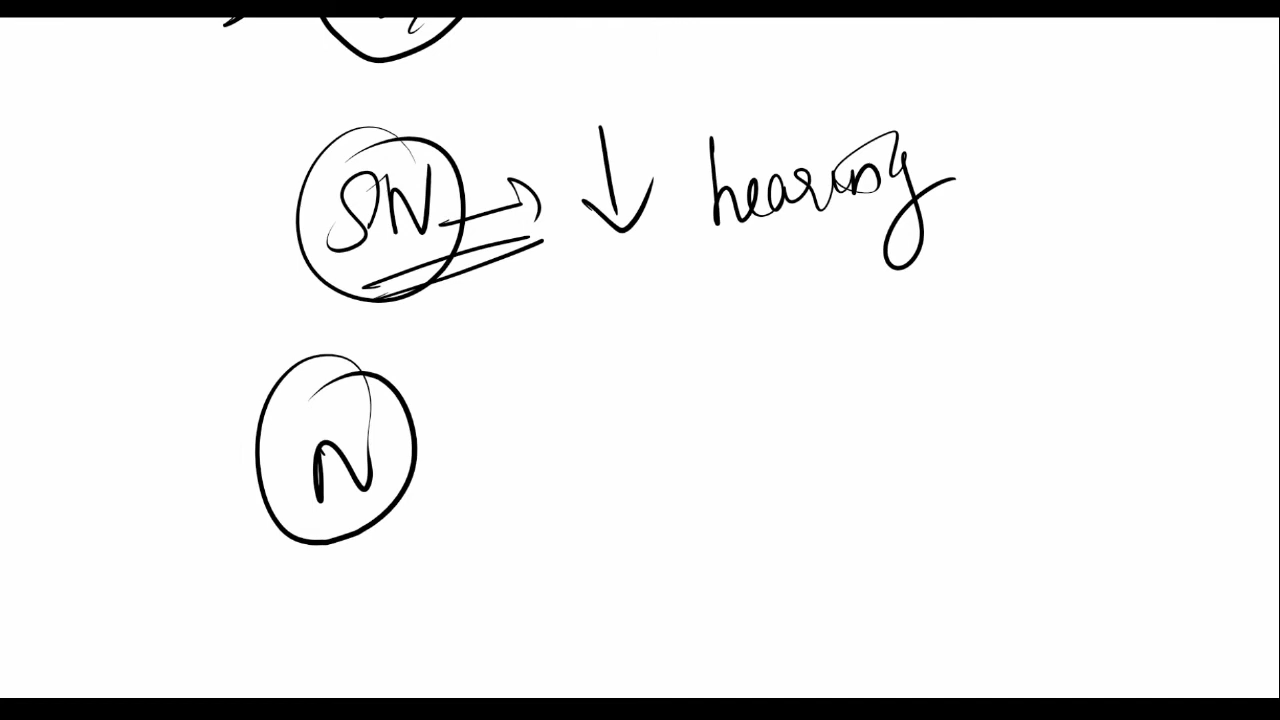 SN → ↓ hearing
N